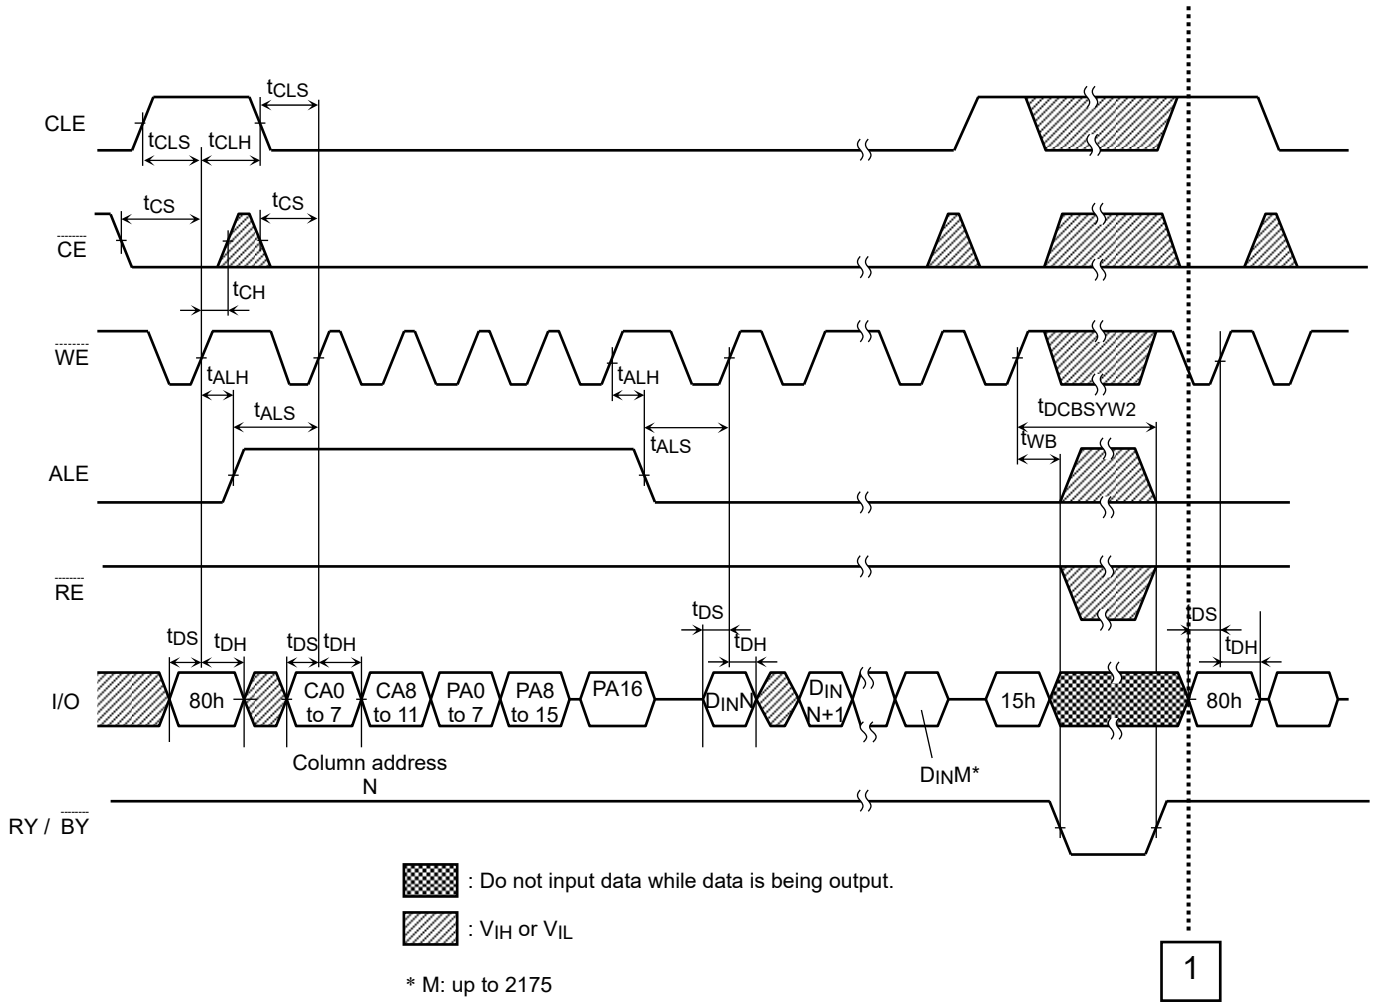 tCLS
CLE
tCLS tCLH
tCS tCS
CE
tCH
WE
tALH tALH
tDCBSYW2
tALS tALS
tWB
ALE
RE
tDS tDH tDS tDH tDS tDH tDS tDH
I/O 80h CA0 to 7 CA8 to 11 PA0 to 7 PA8 to 15 PA16 DINN DIN N+1 15h 80h
Column address
N
DINM*
RY / BY
: Do not input data while data is being output.
: VIH or VIL
* M: up to 2175
1